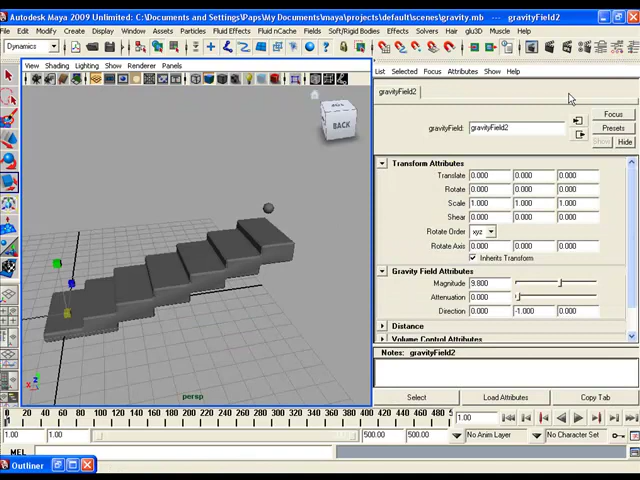 Autodesk Maya 2009 Unlimited: C:\Documents and Settings\Paps\My Documents\maya\projects\default\scenes\gravity.mb --- gravityField2
File Edit Modify Create Display Window Assets Particles Fluid Effects Fluid nCache Fields Soft/Rigid Bodies Effects Solvers Hair glu3D Muscle Help
Dynamics
View Shading Lighting Show Renderer Panels
List Selected Focus Attributes Show Help
gravityField2
Focus
gravityField: gravityField2
Presets
Show Hide
BACK
Transform Attributes
Translate 0.000 0.000 0.000
Rotate 0.000 0.000 0.000
Scale 1.000 1.000 1.000
Shear 0.000 0.000 0.000
Rotate Order xyz
Rotate Axis 0.000 0.000 0.000
Inherits Transform
Gravity Field Attributes
Magnitude 9.800
Attenuation 0.000
Direction 0.000 -1.000 0.000
Distance
Volume Control Attributes
Notes: gravityField2
persp
Select Load Attributes Copy Tab
20 40 60 80 100 120 140 160 180 200 220 240 260 280 300 320 340 360 380 400 420 440 460 480 5
1.00
1.00 1.00 500.00 500.00 No Anim Layer No Character Set
MEL
Outliner